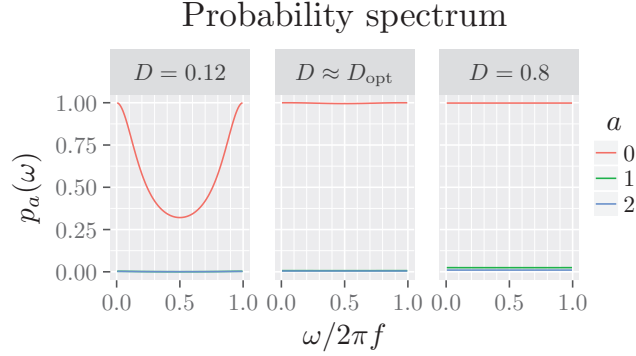 Probability spectrum
D = 0.12
D ≈ D_opt
D = 0.8
p_a(ω)
1.00
0.75
0.50
0.25
0.00
0.0 0.5 1.0
0.0 0.5 1.0
0.0 0.5 1.0
ω/2πf
a
0
1
2